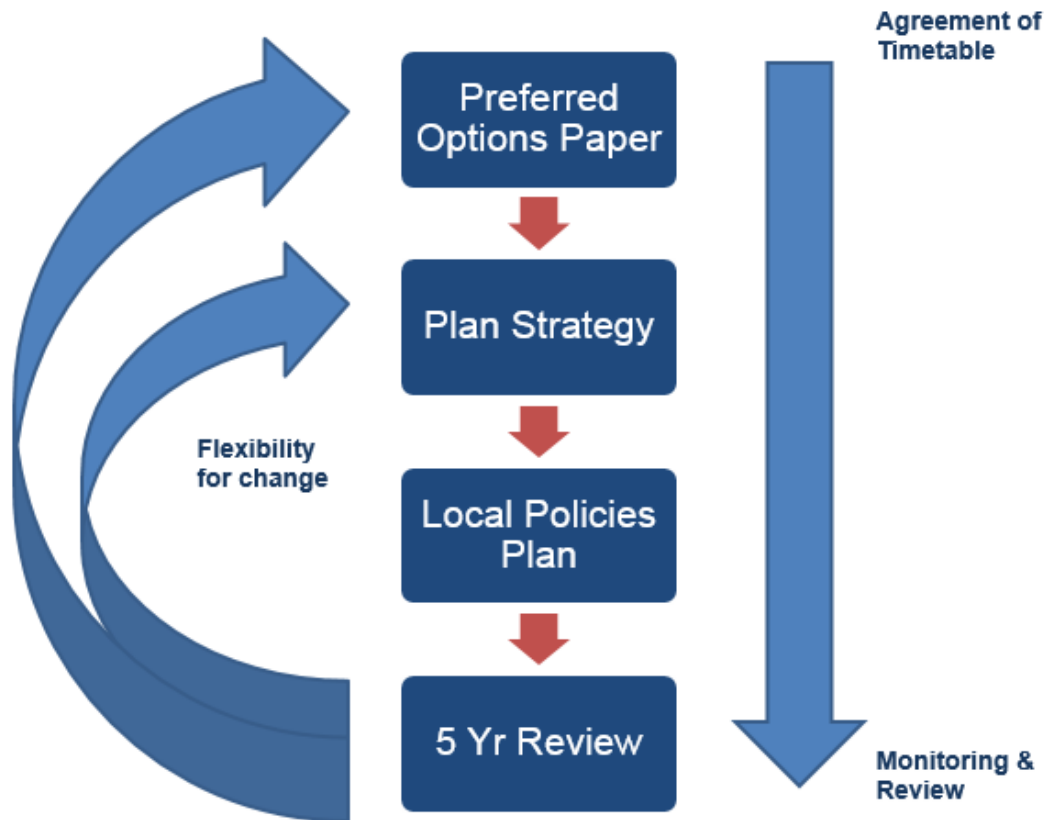 Agreement of
Timetable
Preferred
Options Paper
Plan Strategy
Flexibility
for change
Local Policies
Plan
5 Yr Review
Monitoring &
Review